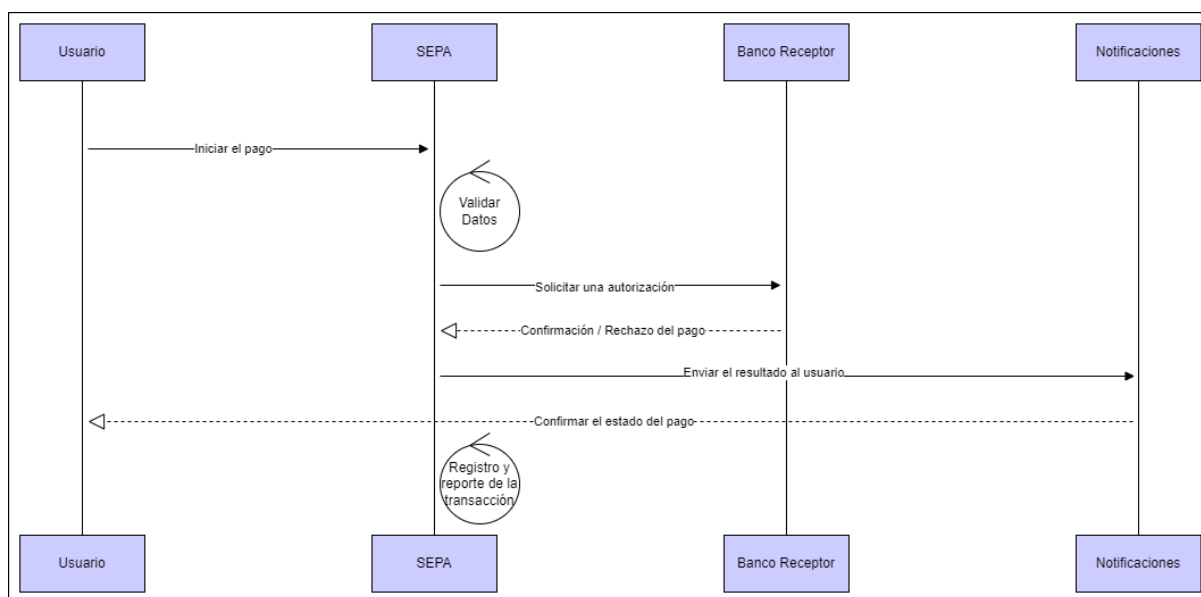 Usuario
SEPA
Banco Receptor
Notificaciones
Iniciar el pago
Validar
Datos
Solicitar una autorización
Confirmación / Rechazo del pago
Enviar el resultado al usuario
Confirmar el estado del pago
Registro y
reporte de la
transacción
Usuario
SEPA
Banco Receptor
Notificaciones